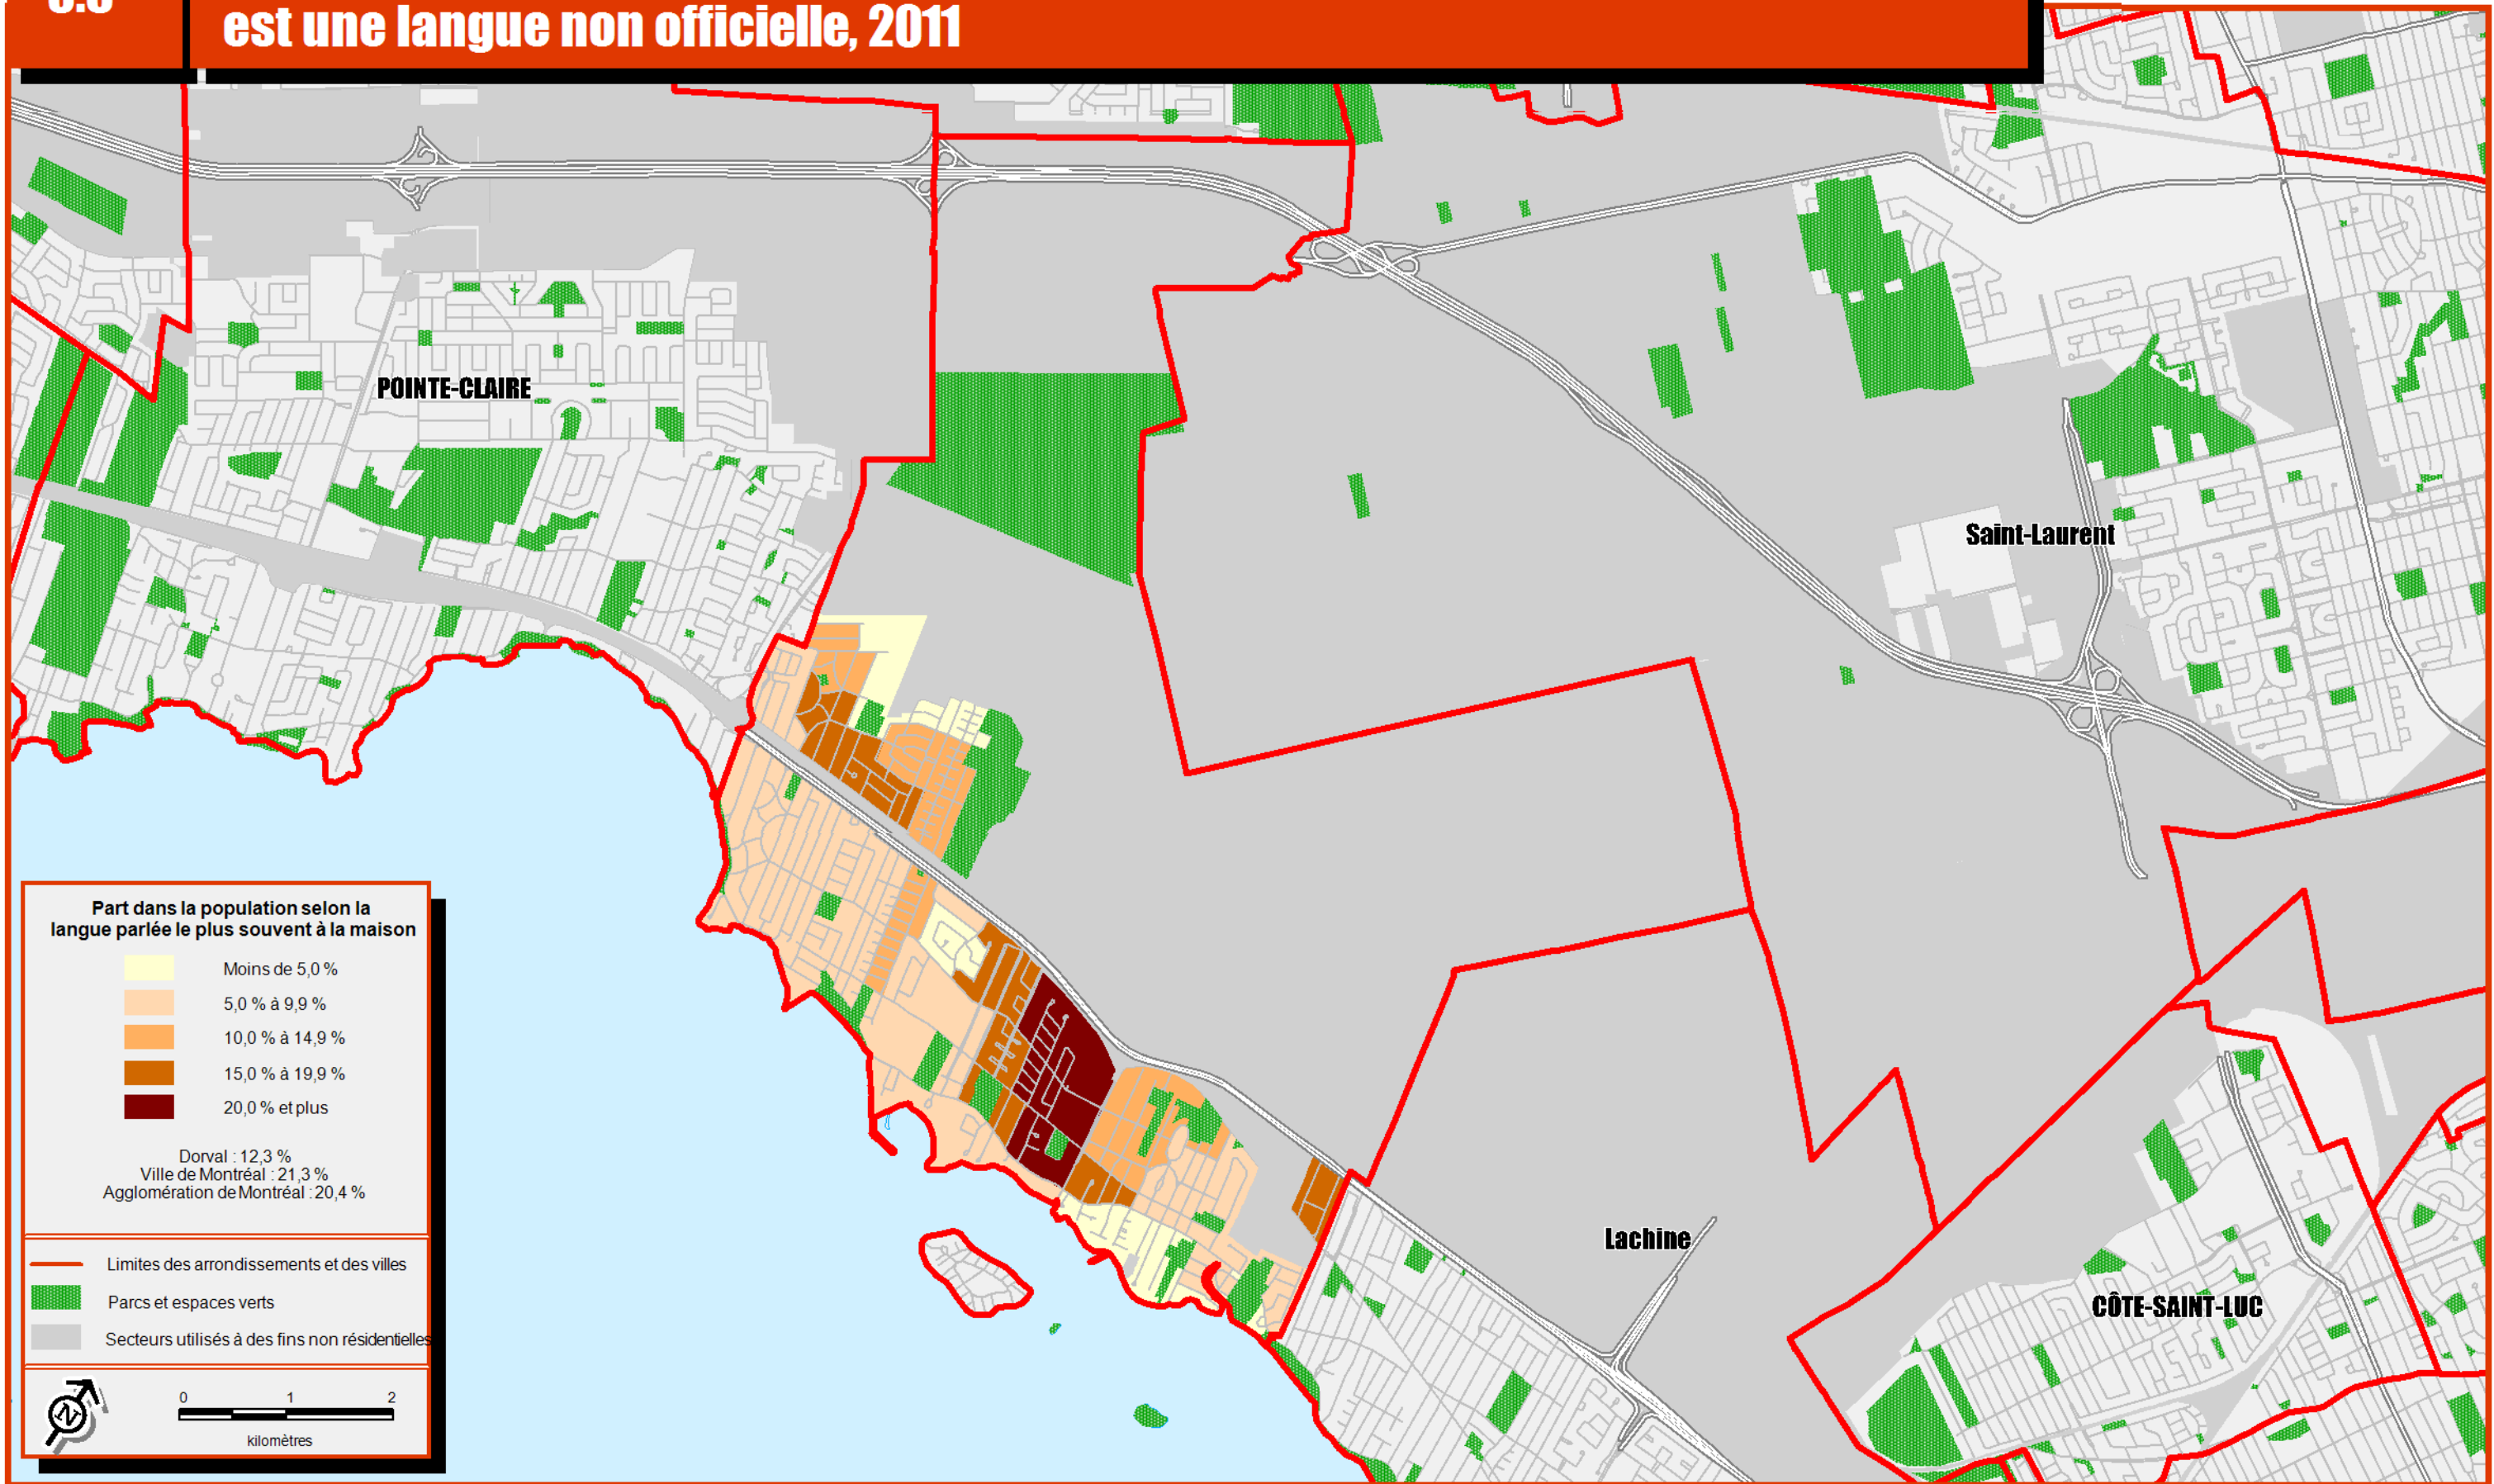 est une langue non officielle, 2011
POINTE-CLAIRE
Saint-Laurent
Lachine
CÔTE-SAINT-LUC
Part dans la population selon la
langue parlée le plus souvent à la maison
Moins de 5,0 %
5,0 % à 9,9 %
10,0 % à 14,9 %
15,0 % à 19,9 %
20,0 % et plus
Dorval : 12,3 %
Ville de Montréal : 21,3 %
Agglomération de Montréal : 20,4 %
Limites des arrondissements et des villes
Parcs et espaces verts
Secteurs utilisés à des fins non résidentielles
N
0 1 2
kilomètres